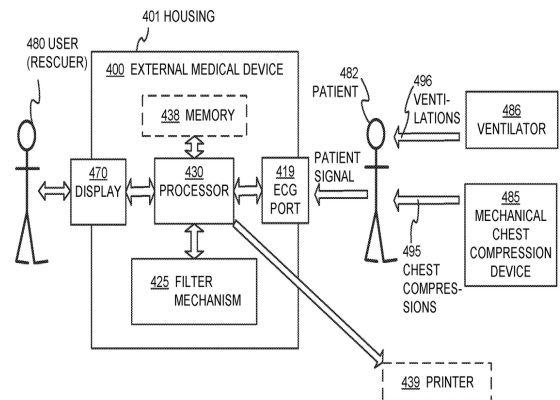 401 HOUSING
480 USER
(RESCUER)
400 EXTERNAL MEDICAL DEVICE
482
PATIENT
496
VENTI-
LATIONS
486
VENTILATOR
438 MEMORY
470
DISPLAY
430
PROCESSOR
419
ECG
PORT
PATIENT
SIGNAL
485
MECHANICAL
CHEST
COMPRESSION
DEVICE
495
CHEST
COMPRES-
SIONS
425 FILTER
MECHANISM
439 PRINTER